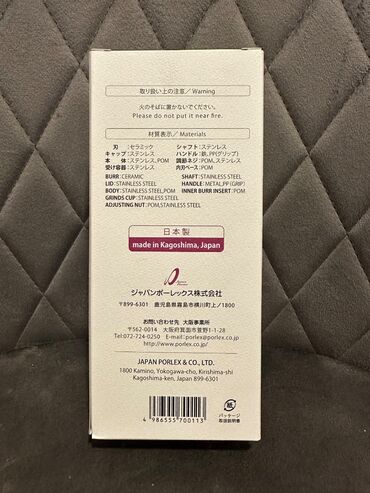 取り扱い上の注意／Warning
火のそばに置かないでください。
Please do not put it near fire.
材質表示／Materials
刃:セラミック
シャフト:ステンレス
キャップ:ステンレス
ハンドル:鉄,PP(グリップ)
本体:ステンレス,POM
調節ネジ:POM,ステンレス
受け容器:ステンレス
内刃ベース:POM
BURR:CERAMIC
SHAFT:STAINLESS STEEL
LID:STAINLESS STEEL
HANDLE:METAL,PP(GRIP)
BODY:STAINLESS STEEL,POM
INNER BURR INSERT:POM
GRINDS CUP:STAINLESS STEEL
ADJUSTING NUT:POM,STAINLESS STEEL
日本製
made in Kagoshima, Japan
ジャパンポーレックス株式会社
〒899-6301 鹿児島県霧島市横川町上ノ1800
お問い合わせ先 大阪事業所
〒562-0014 大阪府箕面市萱野1-1-28
Tel:072-724-0250 E-mail:porlex@porlex.co.jp
http://www.porlex.co.jp/
JAPAN PORLEX & CO., LTD.
1800 Kamino, Yokogawa-cho, Kirishima-shi
Kagoshima-ken, Japan 899-6301
4 986555 700113
紙
パッケージ
取扱説明書